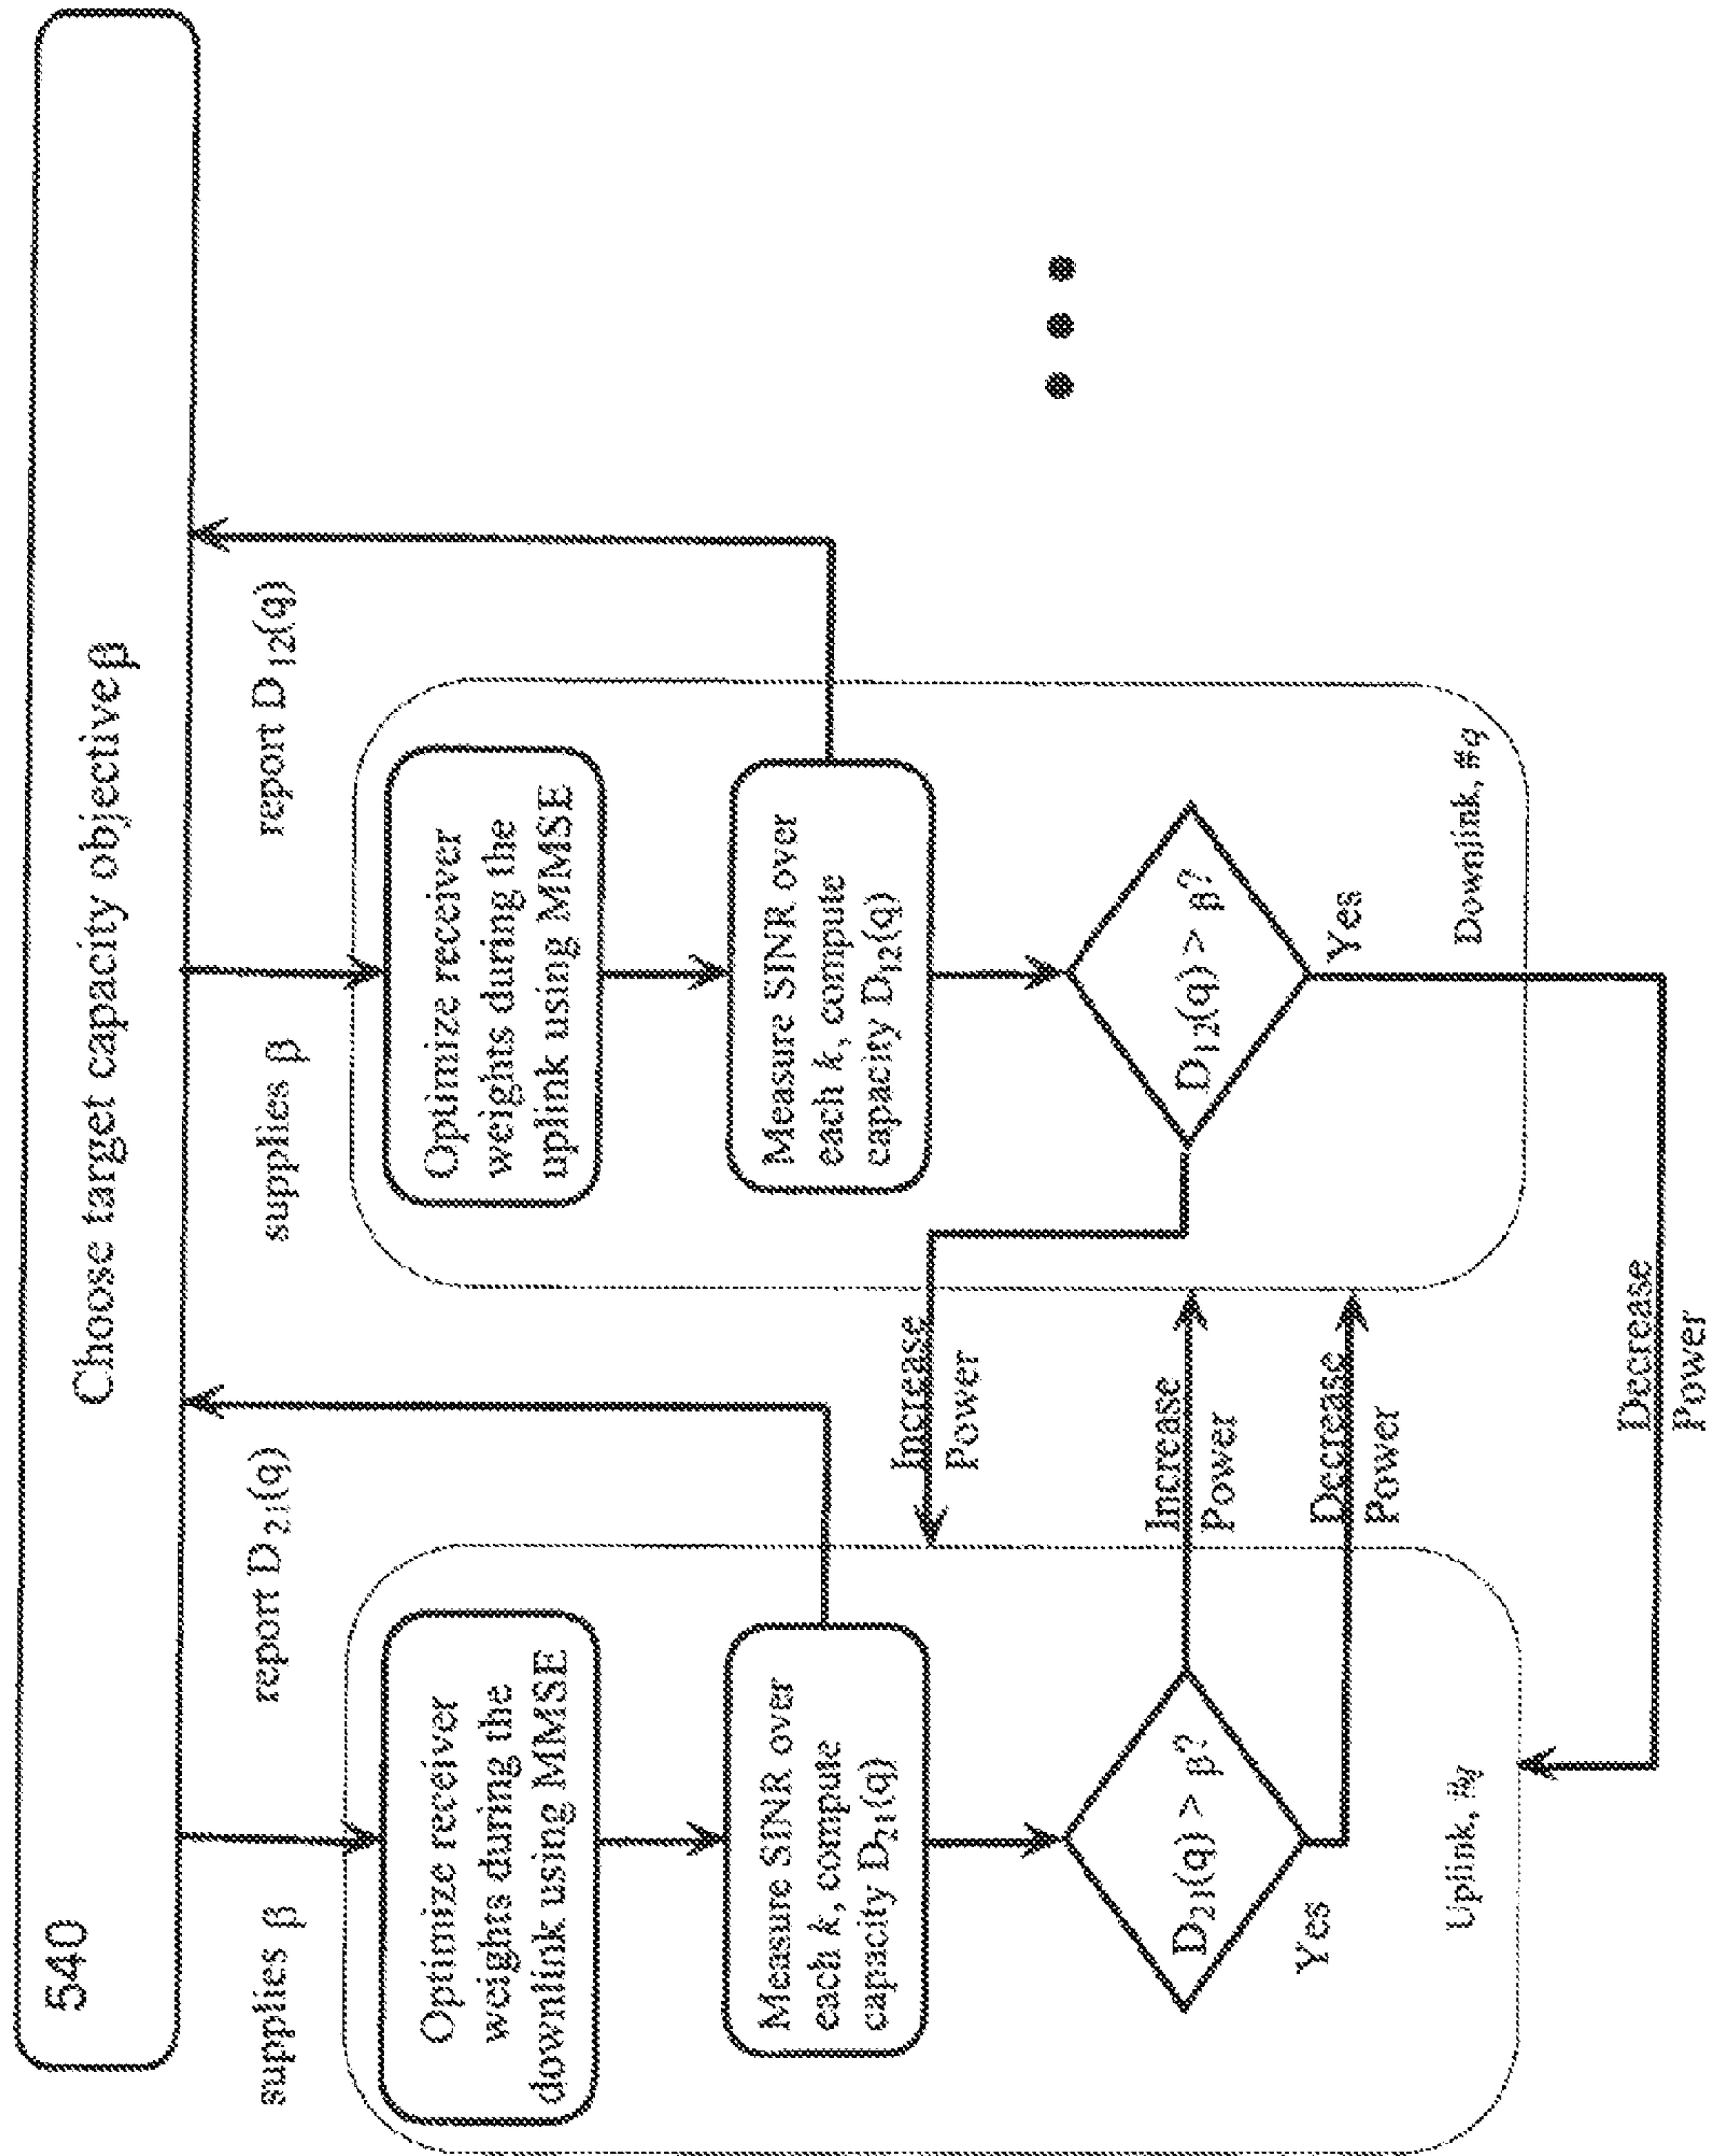 540
Choose target capacity objective β
supplies β
report D21(q)
supplies β
report D12(q)
Optimize receiver
weights during the
downlink using MMSE
Measure SINR over
each k, compute
capacity D21(q)
D21(q) > β?
Yes
Uplink, #q
Increase
Power
Increase
Power
Decrease
Power
Optimize receiver
weights during the
uplink using MMSE
Measure SINR over
each k, compute
capacity D12(q)
D12(q) > β?
Yes
Downlink, #q
Decrease
Power